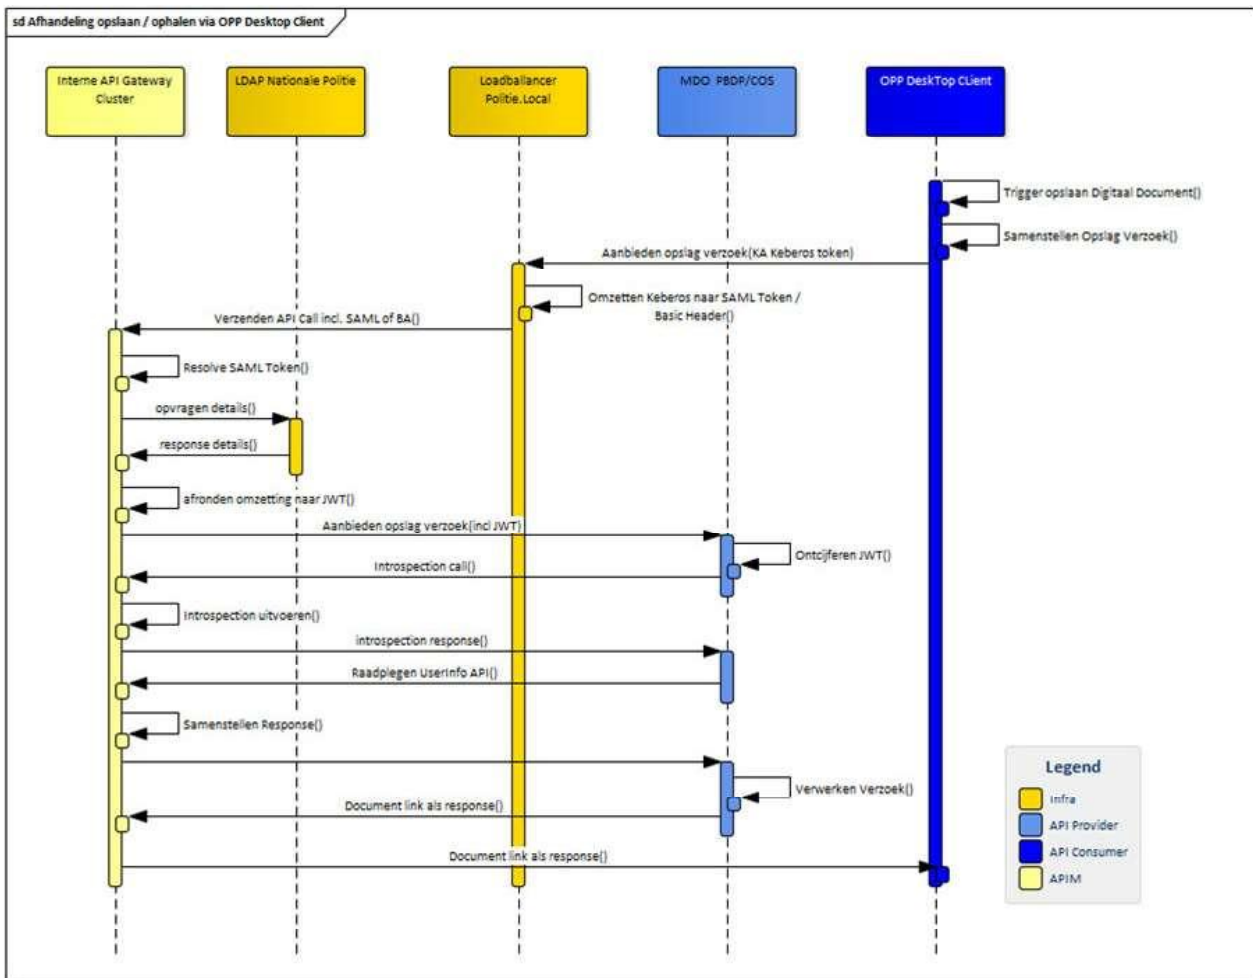 sd Afhandeling opslaan / ophalen via OPP Desktop Client
Interne API Gateway
Cluster
LDAP Nationale Politie
Loadballancer
Politie.Local
MDO PBDP/COS
OPP DeskTop CLient
Trigger opslaan Digitaal Document()
Samenstellen Opslag Verzoek()
Aanbieden opslag verzoek(KA Keberos token)
Omzetten Keberos naar SAML Token /
Basic Header()
Verzenden API Call incl. SAML of BA()
Resolve SAML Token()
opvragen details()
response details()
afronden omzetting naar JWT()
Aanbieden opslag verzoek(incl JWT)
Ontcijferen JWT()
Introspection call()
Introspection uitvoeren()
introspection response()
Raadplegen UserInfo API()
Samenstellen Response()
Verwerken Verzoek()
Document link als response()
Document link als response()
Legend
Infra
API Provider
API Consumer
APIM